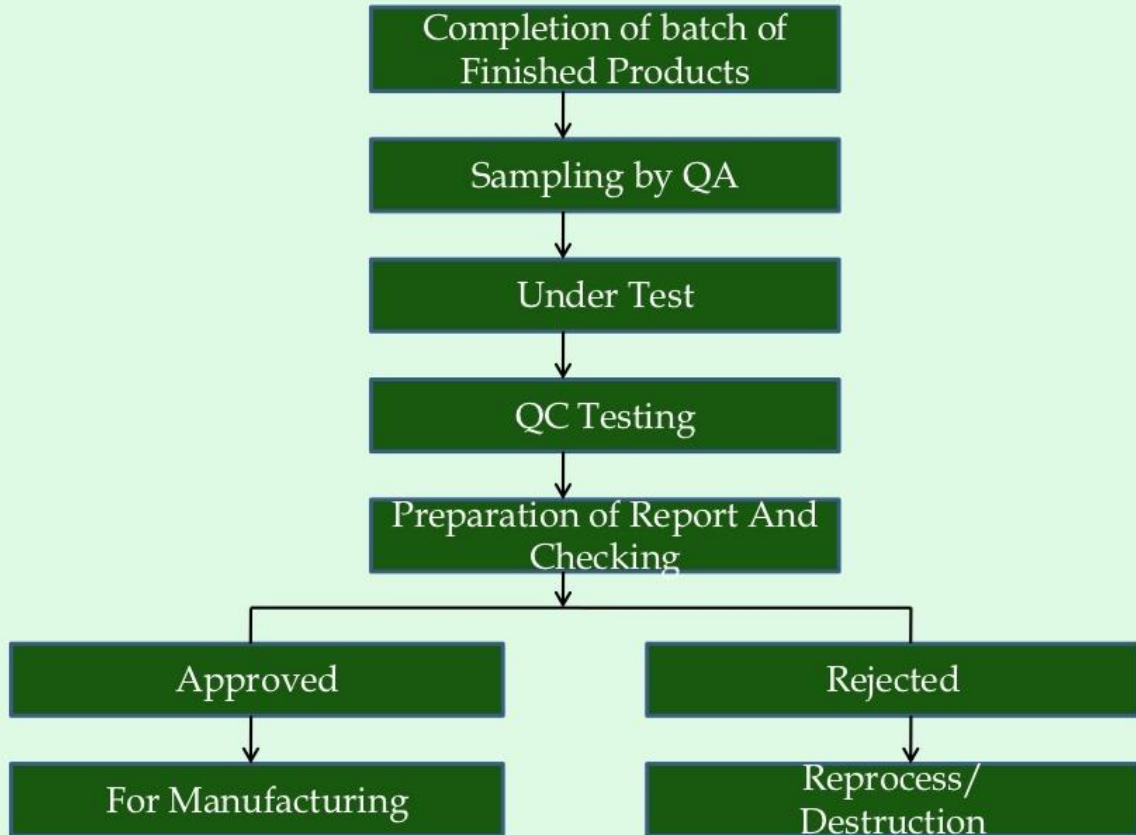 Completion of batch of
Finished Products
Sampling by QA
Under Test
QC Testing
Preparation of Report And
Checking
Approved
Rejected
For Manufacturing
Reprocess/
Destruction